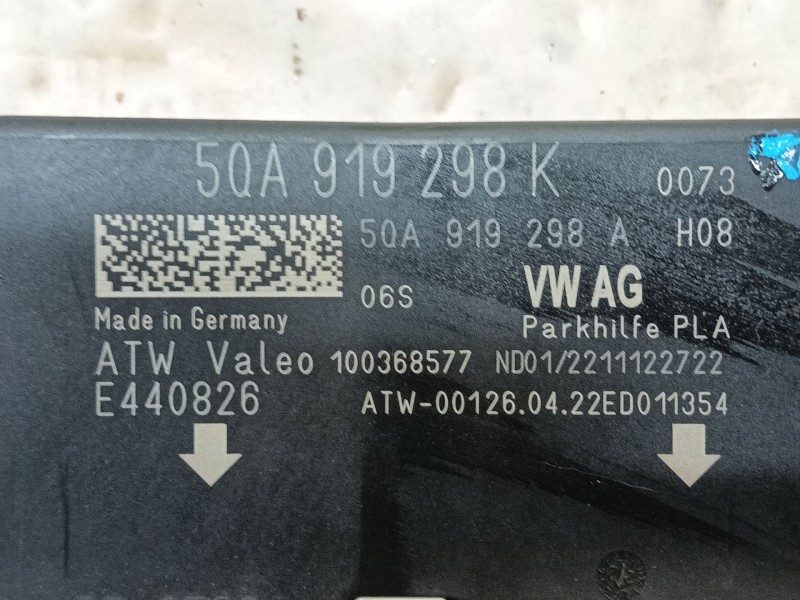 5QA 919 298 K 0073
5QA 919 298 A H08
06S VW AG
Made in Germany Parkhilfe PLA
ATW Valeo 100368577 ND01/2211122722
E440826 ATW-00126.04.22ED011354